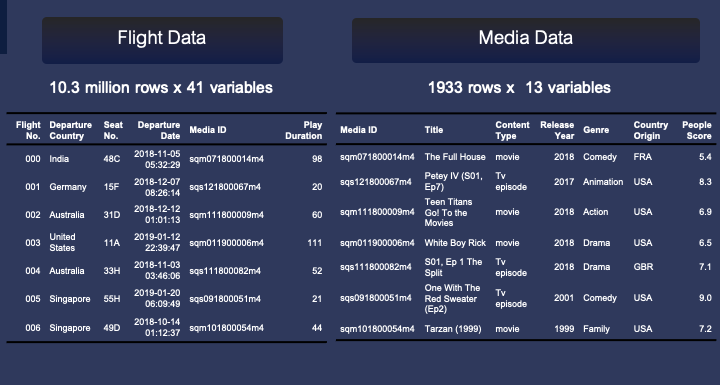 Flight Data
10.3 million rows x 41 variables
Flight No. Departure Country Seat No. Departure Date Media ID Play Duration
000 India 48C 2018-11-05 05:32:29 sqm071800014m4 98
001 Germany 15F 2018-12-07 08:26:14 sqs121800067m4 20
002 Australia 31D 2018-12-12 01:01:13 sqm111800009m4 60
003 United States 11A 2019-01-12 22:39:47 sqm011900006m4 111
004 Australia 33H 2018-11-03 03:46:06 sqs111800082m4 52
005 Singapore 55H 2019-01-20 06:09:49 sqs091800051m4 21
006 Singapore 49D 2018-10-14 01:12:37 sqm101800054m4 44
Media Data
1933 rows x 13 variables
Media ID Title Content Type Release Year Genre Country Origin People Score
sqm071800014m4 The Full House movie 2018 Comedy FRA 5.4
sqs121800067m4 Petey IV (S01, Ep7) Tv episode 2017 Animation USA 8.3
sqm111800009m4 Teen Titans Go! To the Movies movie 2018 Action USA 6.9
sqm011900006m4 White Boy Rick movie 2018 Drama USA 6.5
sqs111800082m4 S01, Ep 1 The Split Tv episode 2018 Drama GBR 7.1
sqs091800051m4 One With The Red Sweater (Ep2) Tv episode 2001 Comedy USA 9.0
sqm101800054m4 Tarzan (1999) movie 1999 Family USA 7.2